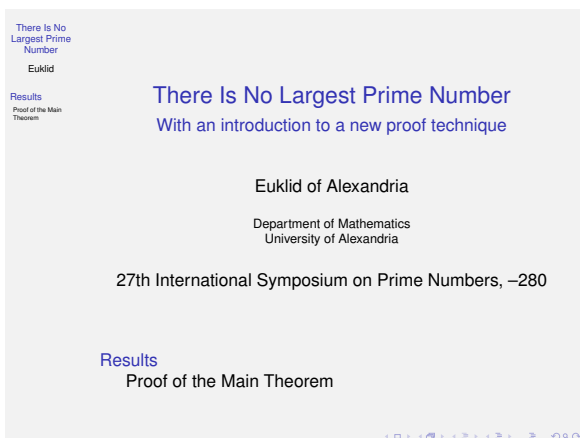 There Is No
Largest Prime
Number
Euklid
Results
Proof of the Main
Theorem
There Is No Largest Prime Number
With an introduction to a new proof technique
Euklid of Alexandria
Department of Mathematics
University of Alexandria
27th International Symposium on Prime Numbers, –280
Results
Proof of the Main Theorem